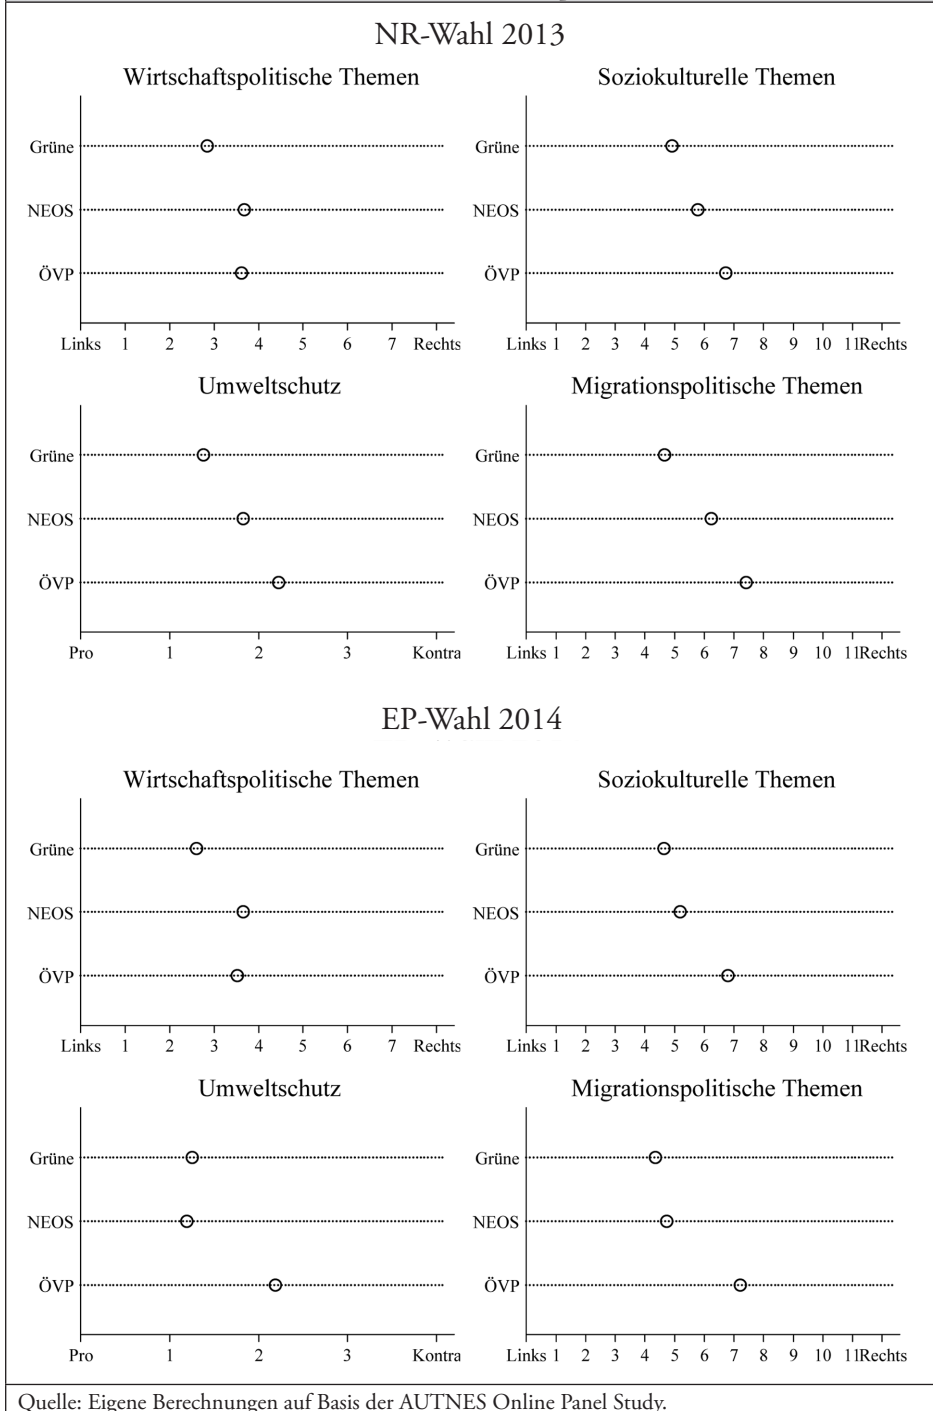 NR-Wahl 2013
Wirtschaftspolitische Themen
Grüne
NEOS
ÖVP
Links 1 2 3 4 5 6 7 Rechts
Soziokulturelle Themen
Grüne
NEOS
ÖVP
Links 1 2 3 4 5 6 7 8 9 10 11Rechts
Umweltschutz
Grüne
NEOS
ÖVP
Pro 1 2 3 Kontra
Migrationspolitische Themen
Grüne
NEOS
ÖVP
Links 1 2 3 4 5 6 7 8 9 10 11Rechts
EP-Wahl 2014
Wirtschaftspolitische Themen
Grüne
NEOS
ÖVP
Links 1 2 3 4 5 6 7 Rechts
Soziokulturelle Themen
Grüne
NEOS
ÖVP
Links 1 2 3 4 5 6 7 8 9 10 11Rechts
Umweltschutz
Grüne
NEOS
ÖVP
Pro 1 2 3 Kontra
Migrationspolitische Themen
Grüne
NEOS
ÖVP
Links 1 2 3 4 5 6 7 8 9 10 11Rechts
Quelle: Eigene Berechnungen auf Basis der AUTNES Online Panel Study.